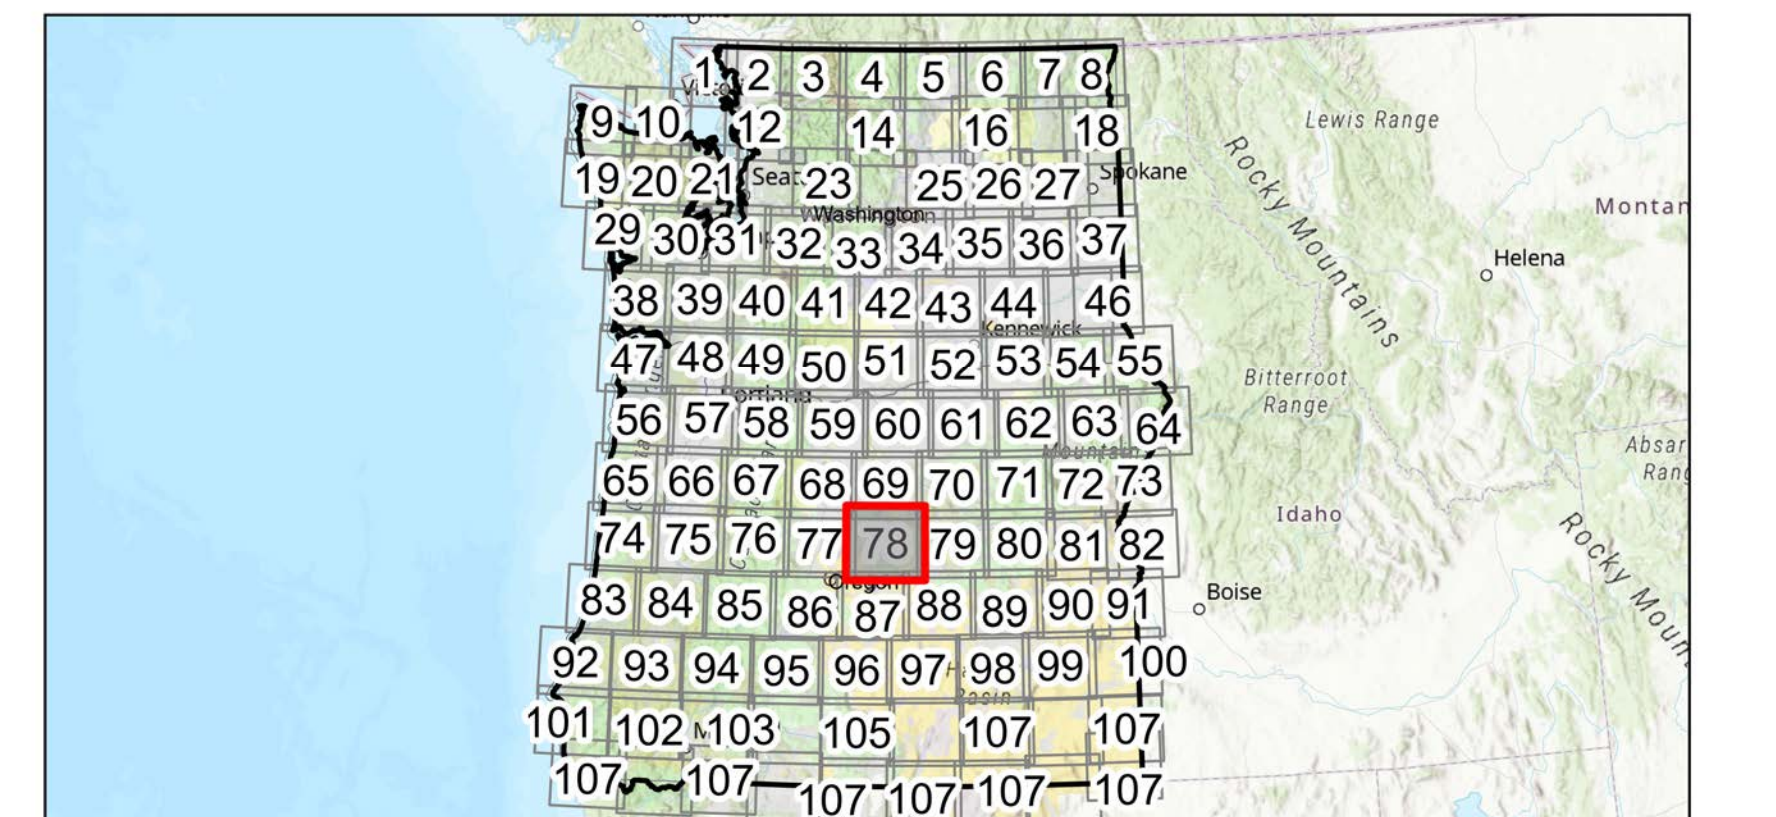 1 2 3 4 5 6 7 8
9 10 12 14 16 18
Lewis Range
19 20 21 23 25 26 27
Spokane
Washington
Rocky Mountains
29 30 31 32 33 34 35 36 37
Helena
38 39 40 41 42 43 44 46
Kennewick
47 48 49 50 51 52 53 54 55
Portland
Bitterroot
Range
56 57 58 59 60 61 62 63 64
Mountain
65 66 67 68 69 70 71 72 73
Idaho
74 75 76 77 78 79 80 81 82
Oregon
Boise
83 84 85 86 87 88 89 90 91
92 93 94 95 96 97 98 99 100
Basin
101 102 103 105 107 107
107 107 107 107 107 107